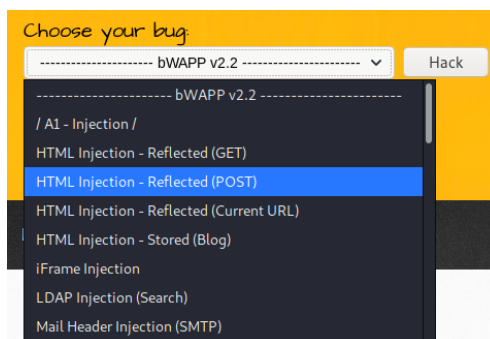 Choose your bug:
---------------------- bWAPP v2.2 ----------------------
Hack
---------------------- bWAPP v2.2 -----------------------
/ A1 - Injection /
HTML Injection - Reflected (GET)
HTML Injection - Reflected (POST)
HTML Injection - Reflected (Current URL)
HTML Injection - Stored (Blog)
iFrame Injection
LDAP Injection (Search)
Mail Header Injection (SMTP)